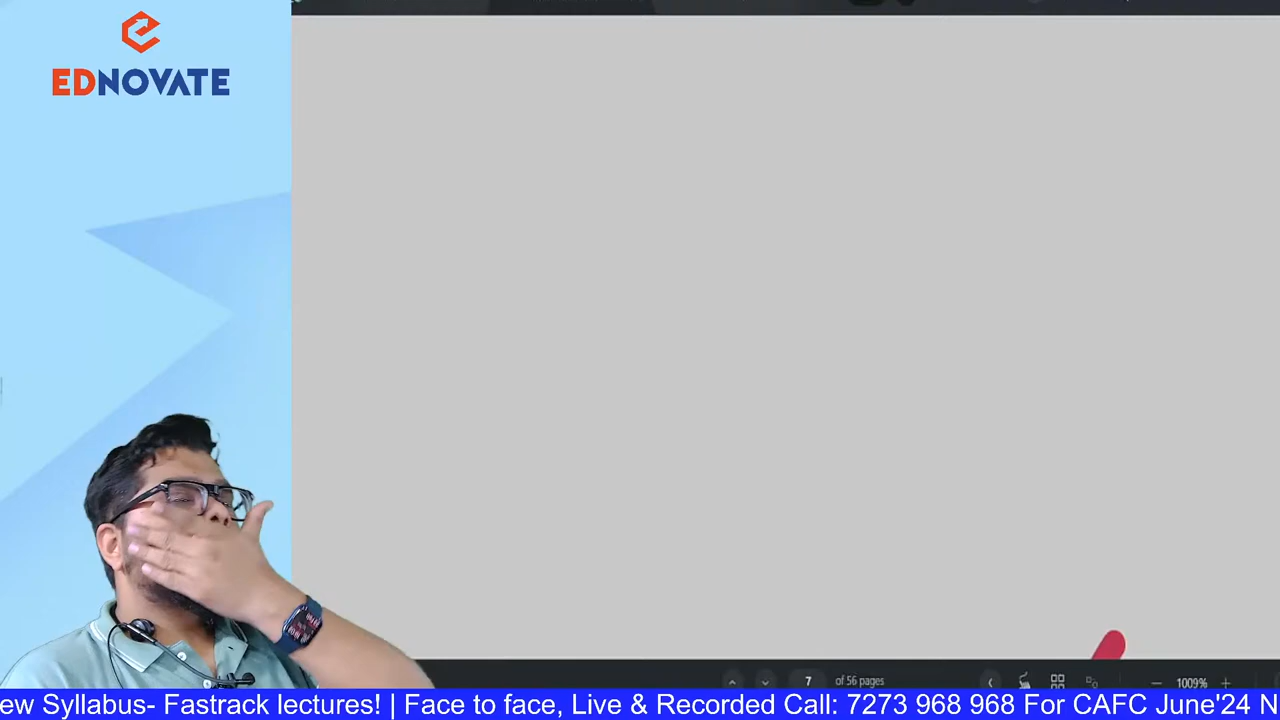 EDNOVATE
7 of 56 pages
1009%
ew Syllabus- Fastrack lectures! | Face to face, Live & Recorded Call: 7273 968 968 For CAFC June'24 N